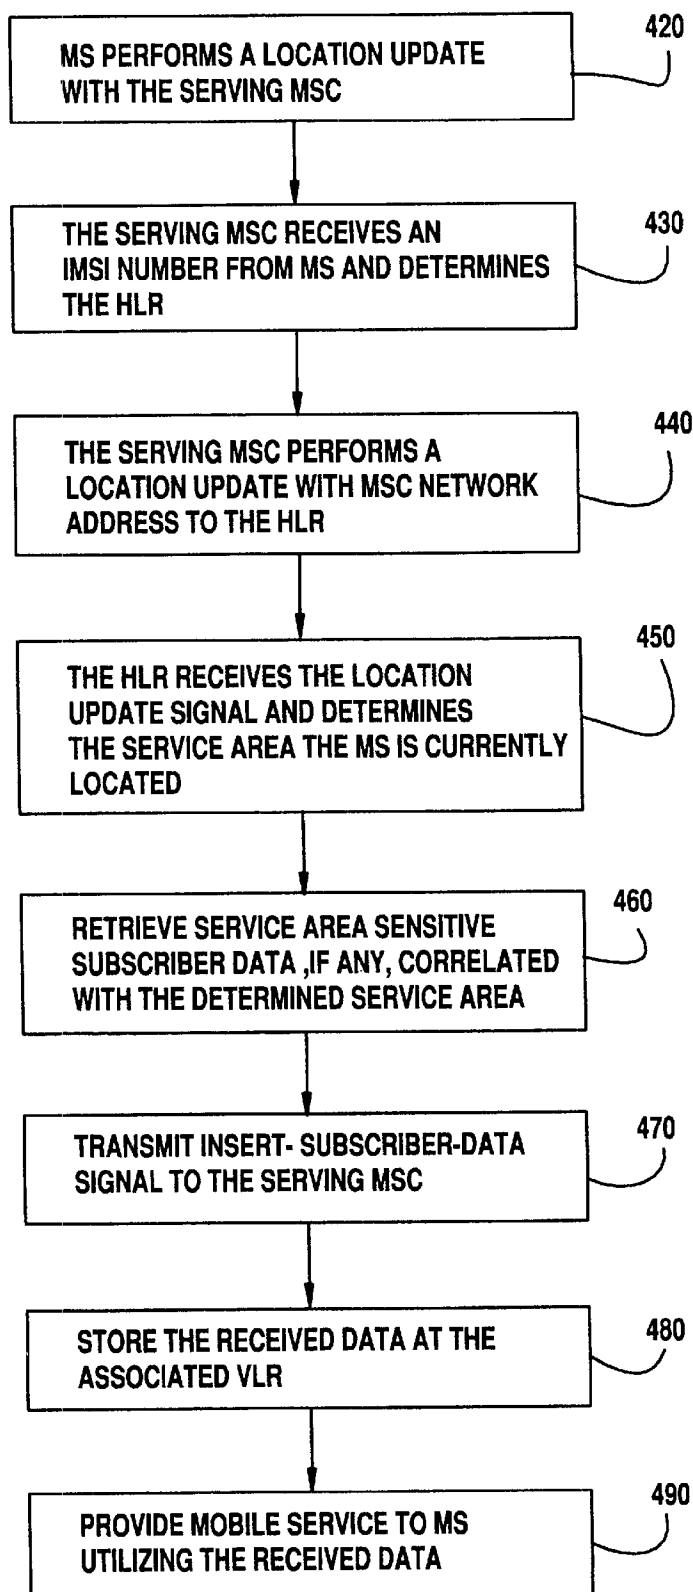 420
MS PERFORMS A LOCATION UPDATE
WITH THE SERVING MSC
430
THE SERVING MSC RECEIVES AN
IMSI NUMBER FROM MS AND DETERMINES
THE HLR
440
THE SERVING MSC PERFORMS A
LOCATION UPDATE WITH MSC NETWORK
ADDRESS TO THE HLR
450
THE HLR RECEIVES THE LOCATION
UPDATE SIGNAL AND DETERMINES
THE SERVICE AREA THE MS IS CURRENTLY
LOCATED
460
RETRIEVE SERVICE AREA SENSITIVE
SUBSCRIBER DATA ,IF ANY, CORRELATED
WITH THE DETERMINED SERVICE AREA
470
TRANSMIT INSERT- SUBSCRIBER-DATA
SIGNAL TO THE SERVING MSC
480
STORE THE RECEIVED DATA AT THE
ASSOCIATED VLR
490
PROVIDE MOBILE SERVICE TO MS
UTILIZING THE RECEIVED DATA